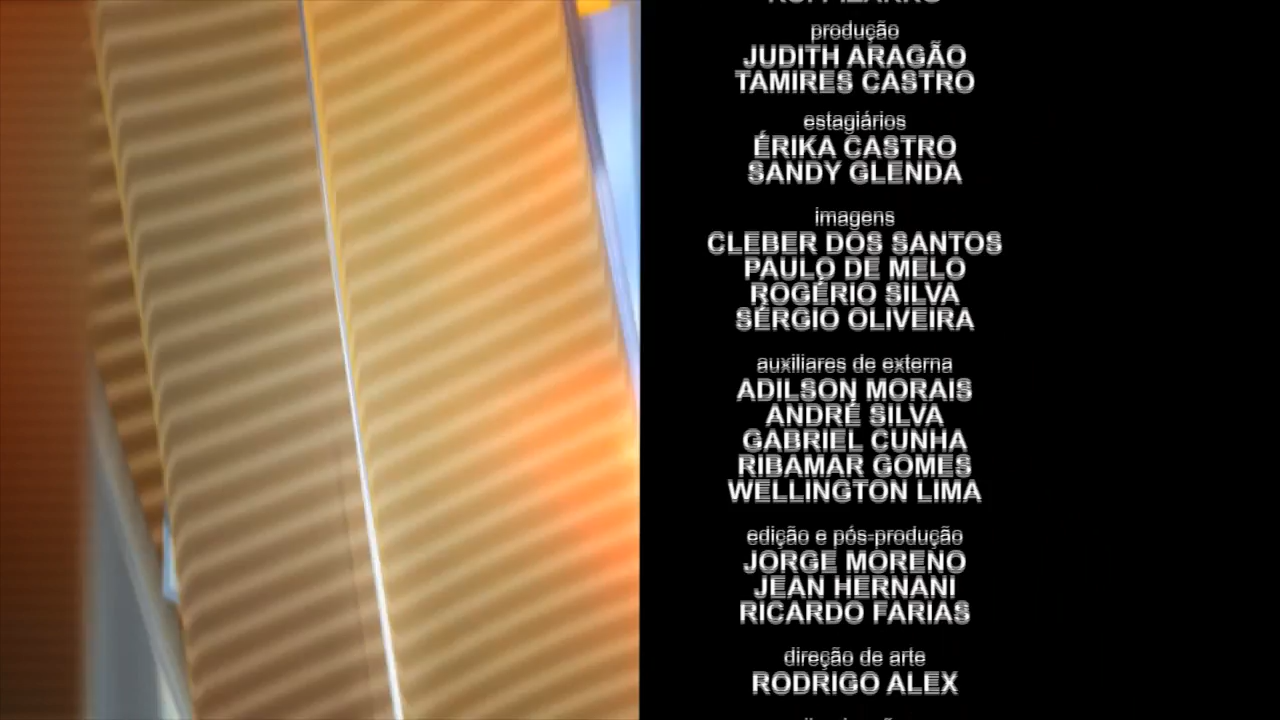 produção
JUDITH ARAGÃO
TAMIRES CASTRO
estagiários
ÉRIKA CASTRO
SANDY GLENDA
imagens
CLEBER DOS SANTOS
PAULO DE MELO
ROGÉRIO SILVA
SÉRGIO OLIVEIRA
auxiliares de externa
ADILSON MORAIS
ANDRÉ SILVA
GABRIEL CUNHA
RIBAMAR GOMES
WELLINGTON LIMA
edição e pós-produção
JORGE MORENO
JEAN HERNANI
RICARDO FARIAS
direção de arte
RODRIGO ALEX